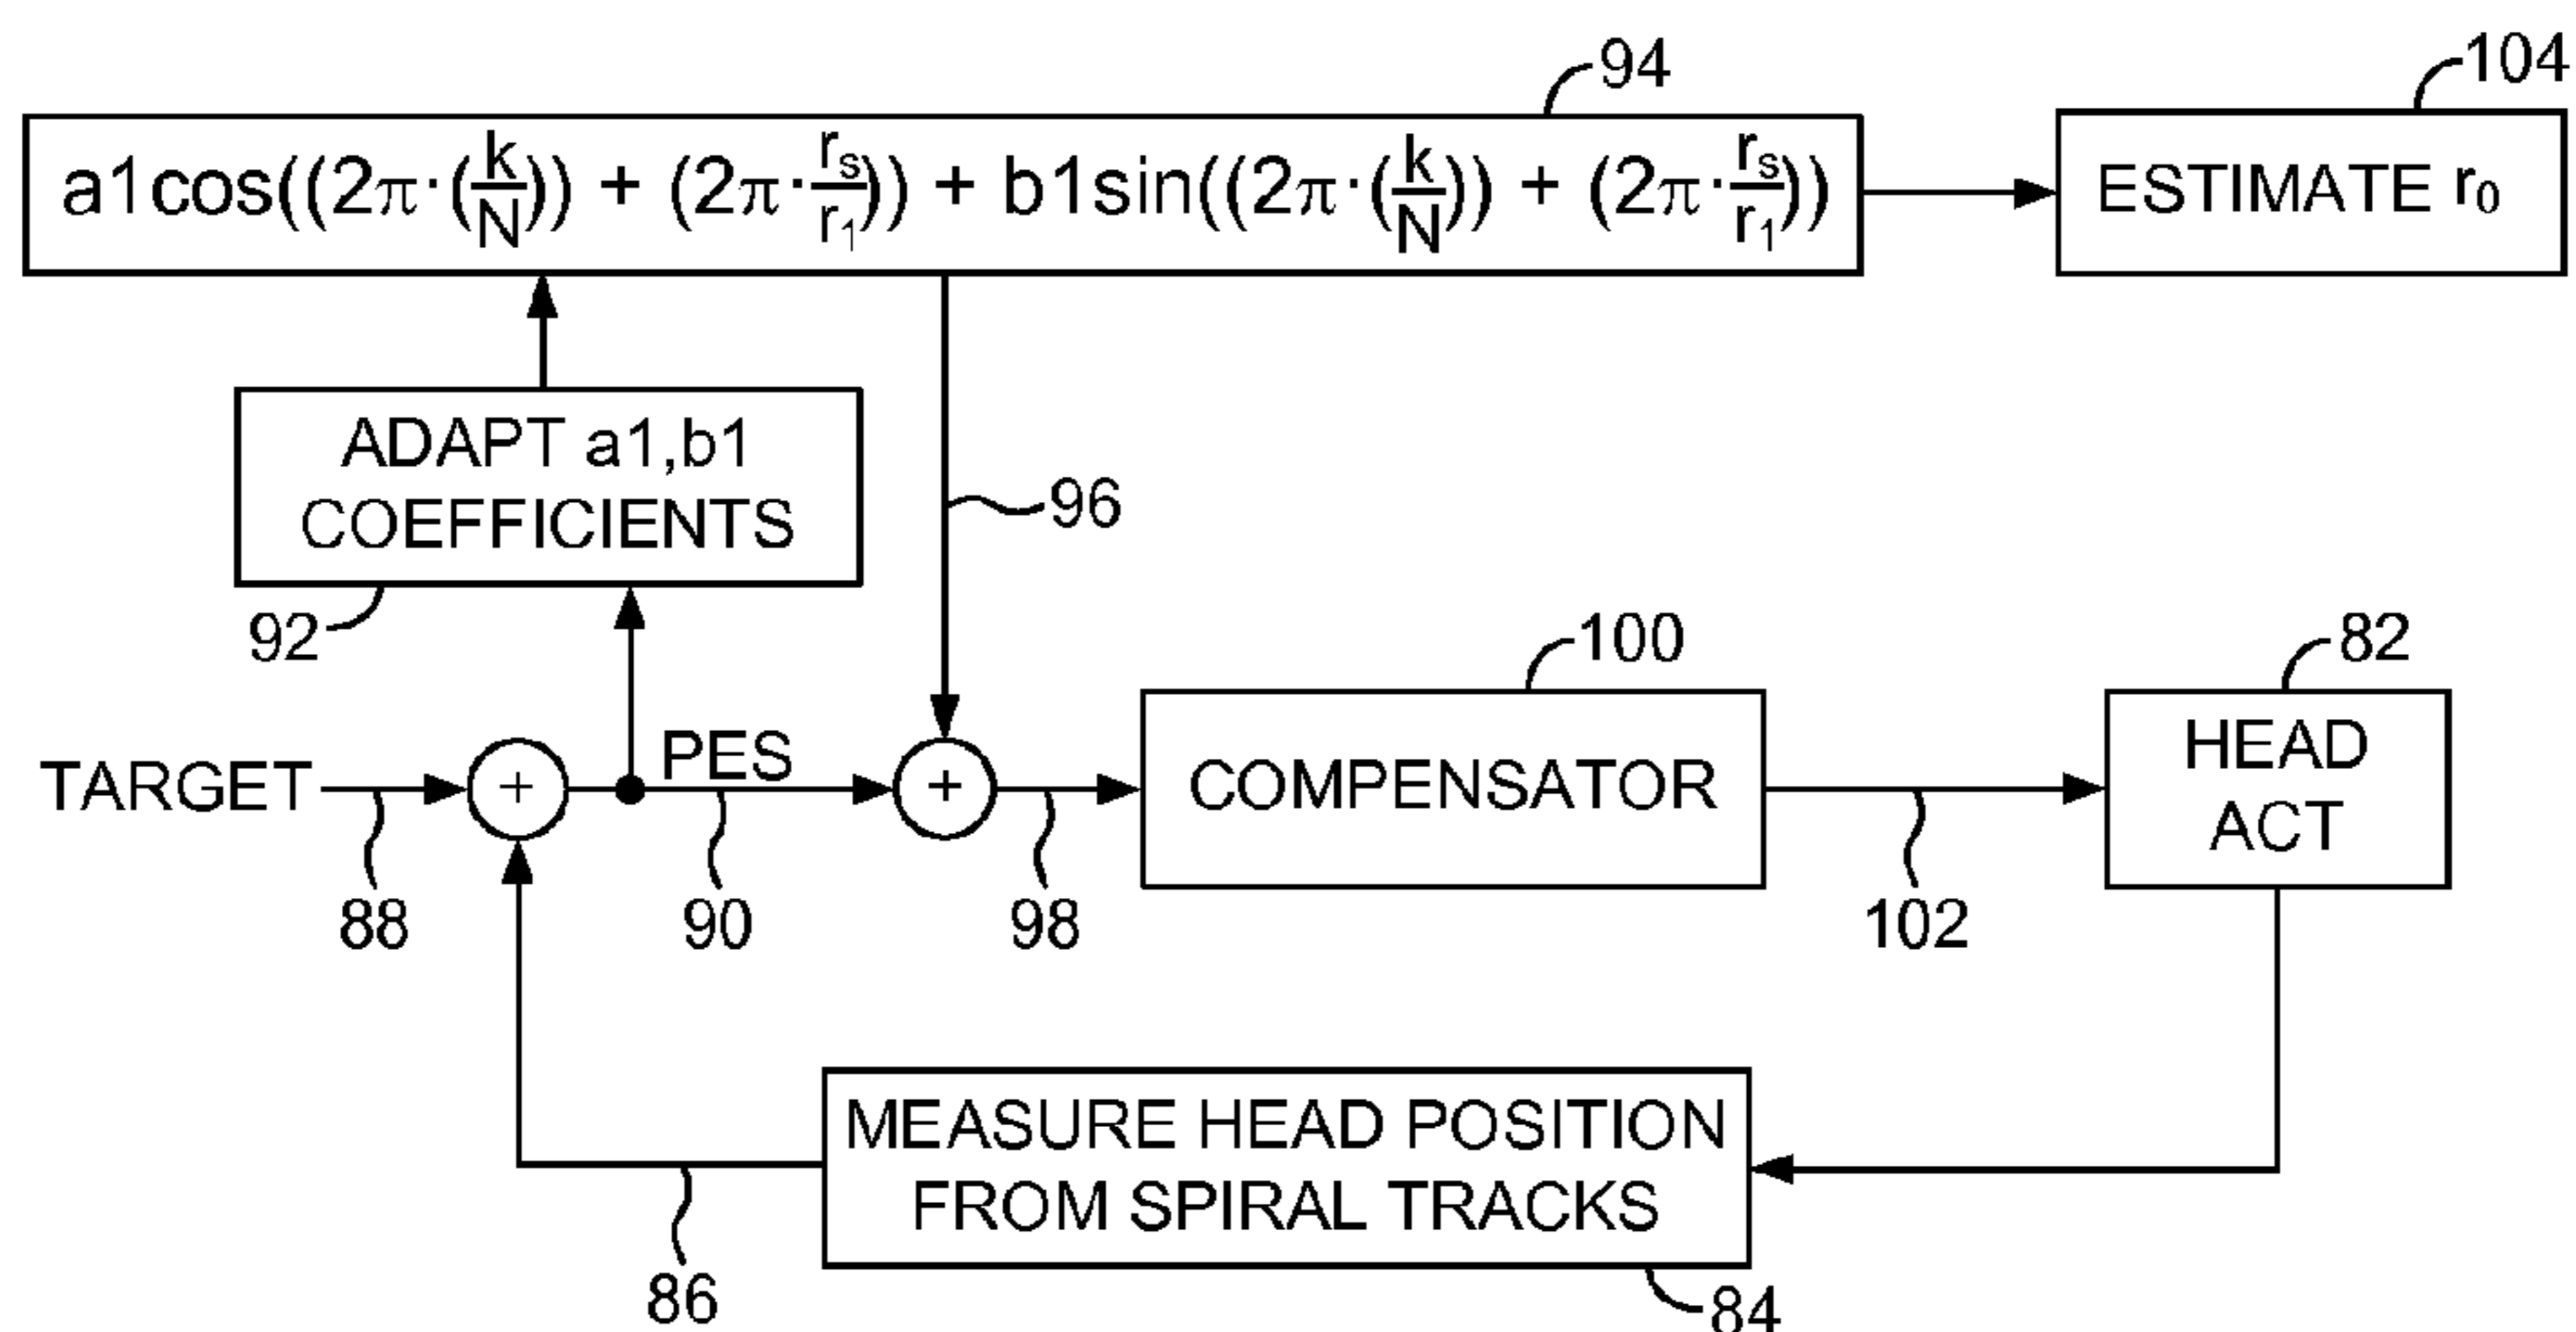 94
104
a1cos((2π·(k/N)) + (2π·rₛ/r₁)) + b1sin((2π·(k/N)) + (2π·rₛ/r₁))
ESTIMATE r₀
ADAPT a1,b1
COEFFICIENTS
96
92
100
82
TARGET
+
PES
+
COMPENSATOR
HEAD
ACT
88
90
98
102
MEASURE HEAD POSITION
FROM SPIRAL TRACKS
86
84